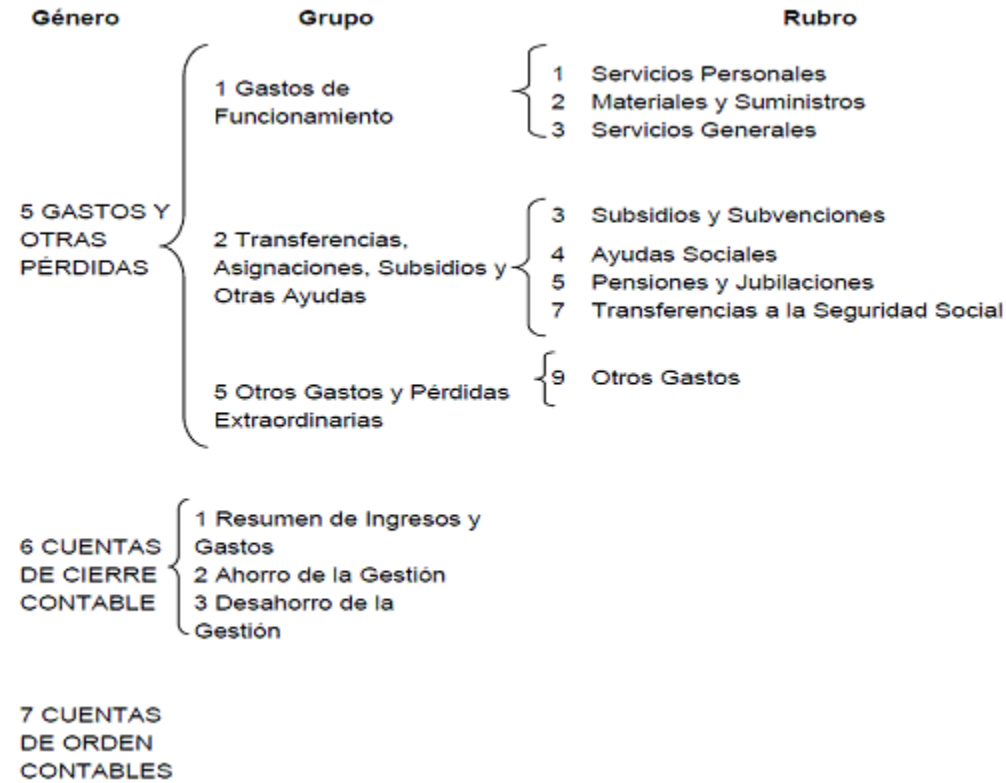 Género Grupo Rubro
1 Gastos de
Funcionamiento
1 Servicios Personales
2 Materiales y Suministros
3 Servicios Generales
5 GASTOS Y
OTRAS
PÉRDIDAS
2 Transferencias,
Asignaciones, Subsidios y
Otras Ayudas
3 Subsidios y Subvenciones
4 Ayudas Sociales
5 Pensiones y Jubilaciones
7 Transferencias a la Seguridad Social
5 Otros Gastos y Pérdidas
Extraordinarias
9 Otros Gastos
6 CUENTAS
DE CIERRE
CONTABLE
1 Resumen de Ingresos y
Gastos
2 Ahorro de la Gestión
3 Desahorro de la
Gestión
7 CUENTAS
DE ORDEN
CONTABLES